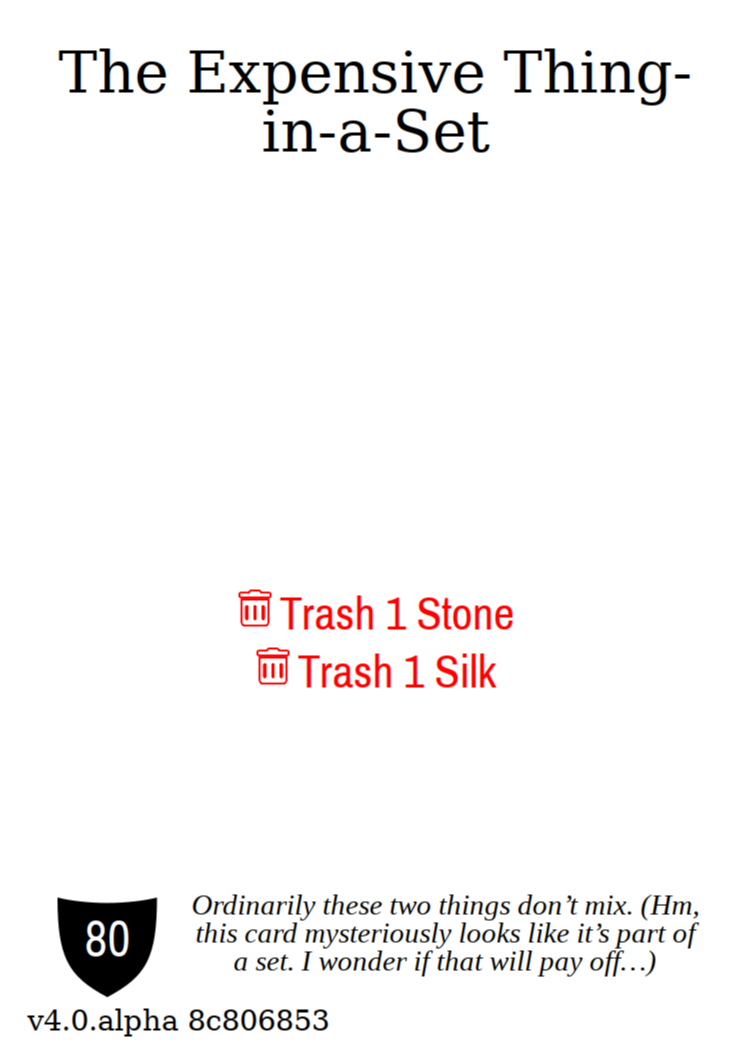 The Expensive Thing-
in-a-Set
Trash 1 Stone
Trash 1 Silk
80
Ordinarily these two things don’t mix. (Hm,
this card mysteriously looks like it’s part of
a set. I wonder if that will pay off…)
v4.0.alpha 8c806853